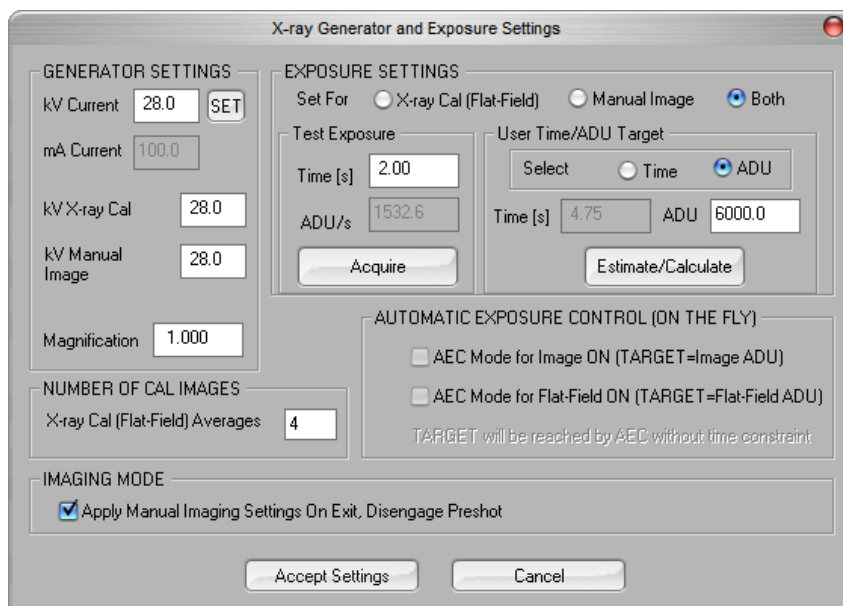 X-ray Generator and Exposure Settings
GENERATOR SETTINGS
kV Current 28.0 SET
mA Current 100.0
kV X-ray Cal 28.0
kV Manual
Image 28.0
Magnification 1.000
EXPOSURE SETTINGS
Set For X-ray Cal (Flat-Field) Manual Image Both
Test Exposure
Time [s] 2.00
ADU/s 1532.6
Acquire
User Time/ADU Target
Select Time ADU
Time [s] 4.75 ADU 6000.0
Estimate/Calculate
AUTOMATIC EXPOSURE CONTROL (ON THE FLY)
AEC Mode for Image ON (TARGET=Image ADU)
AEC Mode for Flat-Field ON (TARGET=Flat-Field ADU)
TARGET will be reached by AEC without time constraint
NUMBER OF CAL IMAGES
X-ray Cal (Flat-Field) Averages 4
IMAGING MODE
Apply Manual Imaging Settings On Exit, Disengage Preshot
Accept Settings Cancel